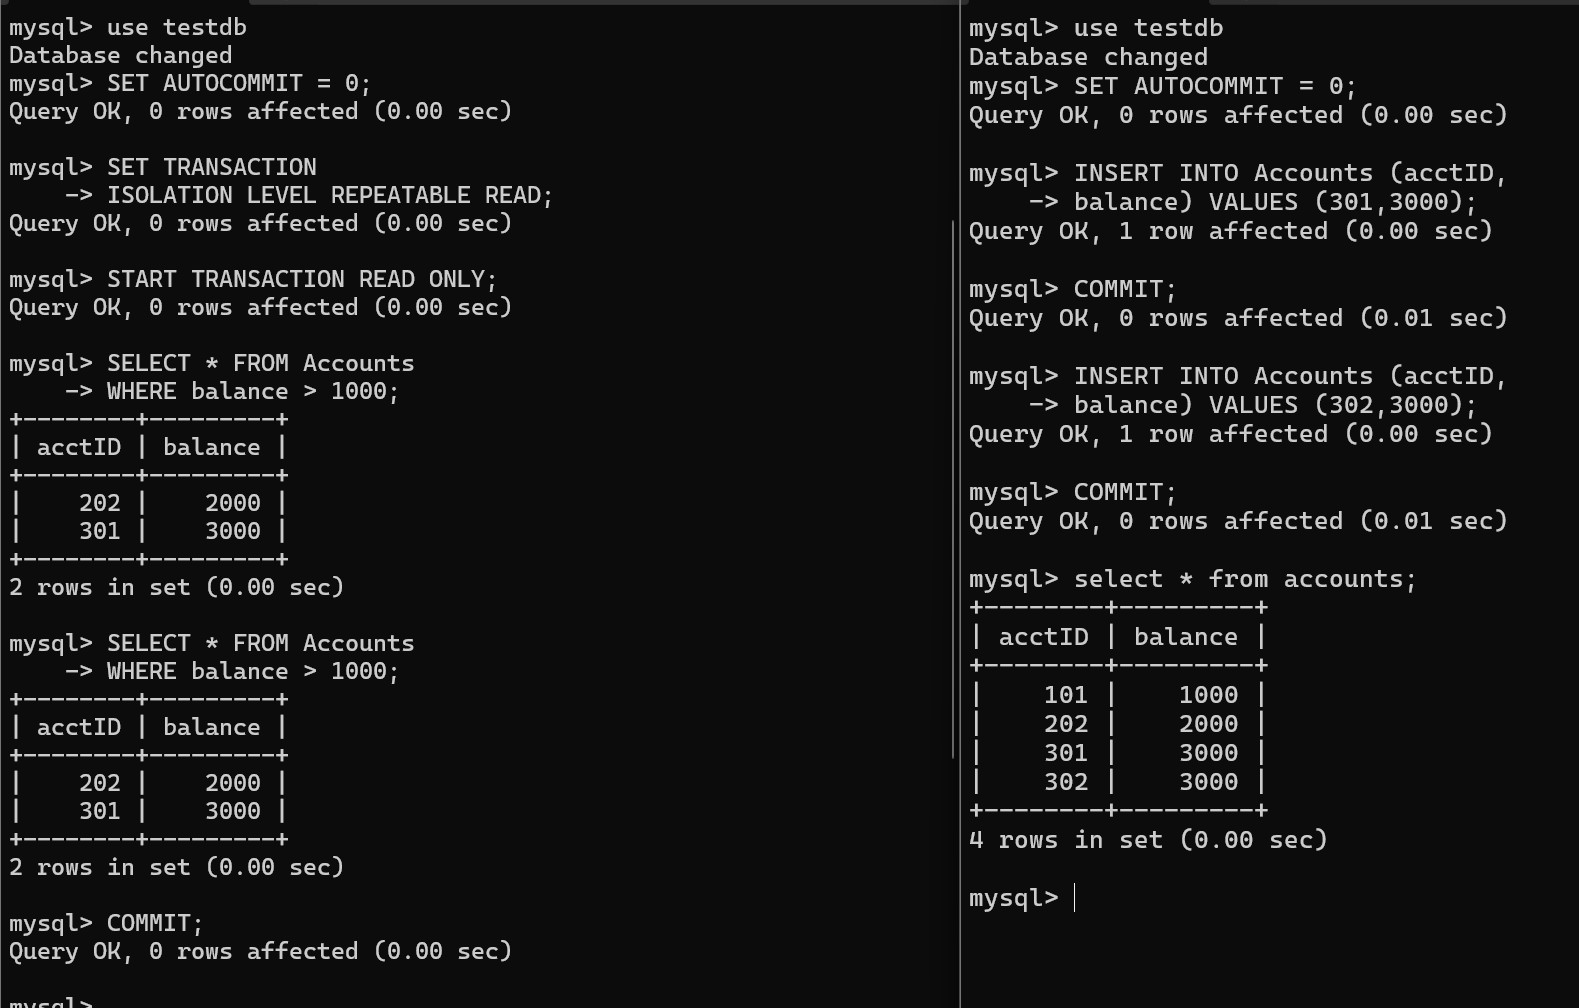 mysql> use testdb
Database changed
mysql> SET AUTOCOMMIT = 0;
Query OK, 0 rows affected (0.00 sec)
mysql> SET TRANSACTION
    -> ISOLATION LEVEL REPEATABLE READ;
Query OK, 0 rows affected (0.00 sec)
mysql> START TRANSACTION READ ONLY;
Query OK, 0 rows affected (0.00 sec)
mysql> SELECT * FROM Accounts
    -> WHERE balance > 1000;
+--------+---------+
| acctID | balance |
+--------+---------+
|    202 |    2000 |
|    301 |    3000 |
+--------+---------+
2 rows in set (0.00 sec)
mysql> SELECT * FROM Accounts
    -> WHERE balance > 1000;
+--------+---------+
| acctID | balance |
+--------+---------+
|    202 |    2000 |
|    301 |    3000 |
+--------+---------+
2 rows in set (0.00 sec)
mysql> COMMIT;
Query OK, 0 rows affected (0.00 sec)
mysql>
mysql> use testdb
Database changed
mysql> SET AUTOCOMMIT = 0;
Query OK, 0 rows affected (0.00 sec)
mysql> INSERT INTO Accounts (acctID,
    -> balance) VALUES (301,3000);
Query OK, 1 row affected (0.00 sec)
mysql> COMMIT;
Query OK, 0 rows affected (0.01 sec)
mysql> INSERT INTO Accounts (acctID,
    -> balance) VALUES (302,3000);
Query OK, 1 row affected (0.00 sec)
mysql> COMMIT;
Query OK, 0 rows affected (0.01 sec)
mysql> select * from accounts;
+--------+---------+
| acctID | balance |
+--------+---------+
|    101 |    1000 |
|    202 |    2000 |
|    301 |    3000 |
|    302 |    3000 |
+--------+---------+
4 rows in set (0.00 sec)
mysql>